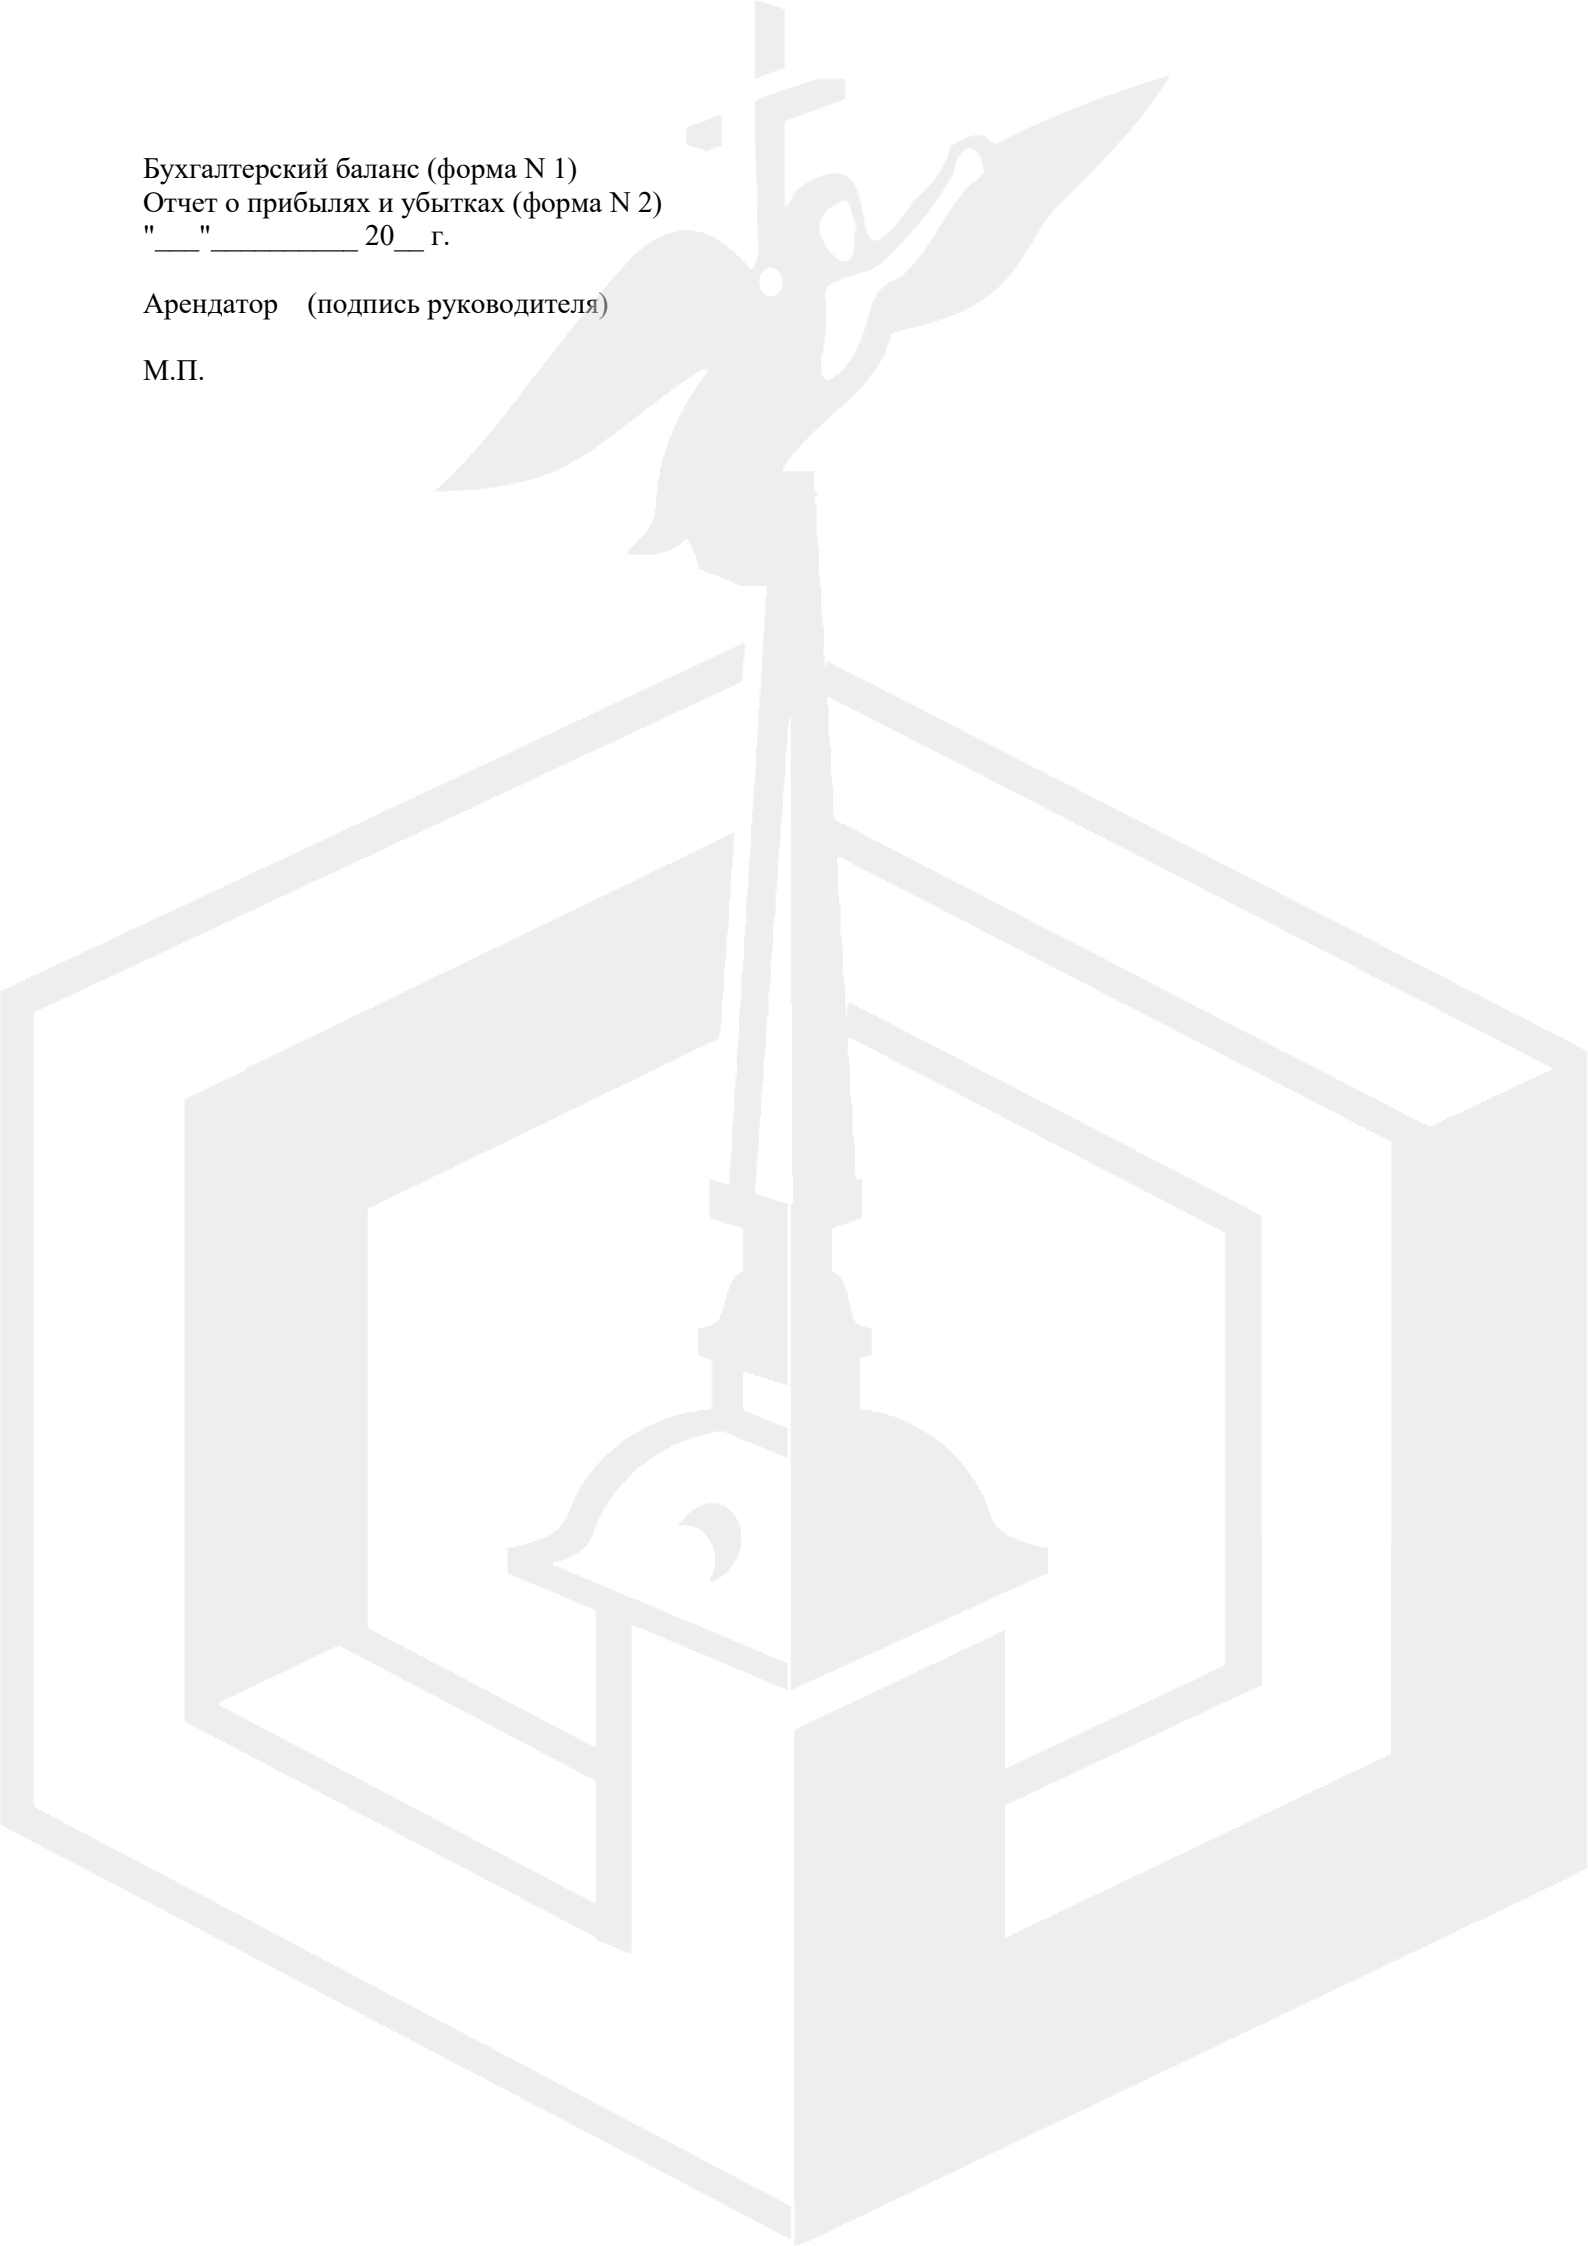 Бухгалтерский баланс (форма N 1)
Отчет о прибылях и убытках (форма N 2)
"___"__________ 20__ г.
Арендатор (подпись руководителя)
М.П.